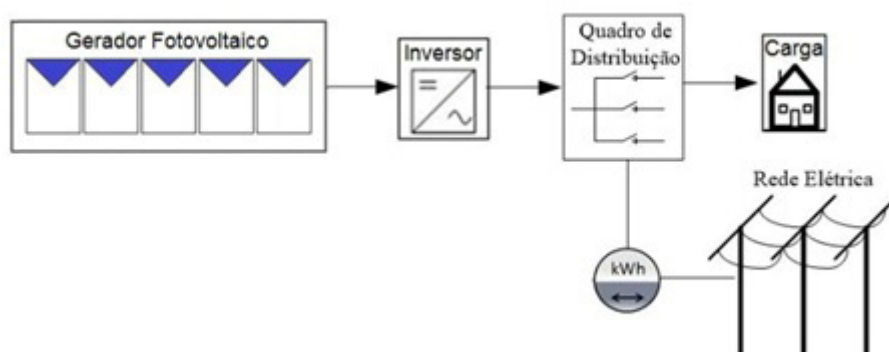 Gerador Fotovoltaico
Inversor
Quadro de
Distribuição
Carga
Rede Elétrica
kWh